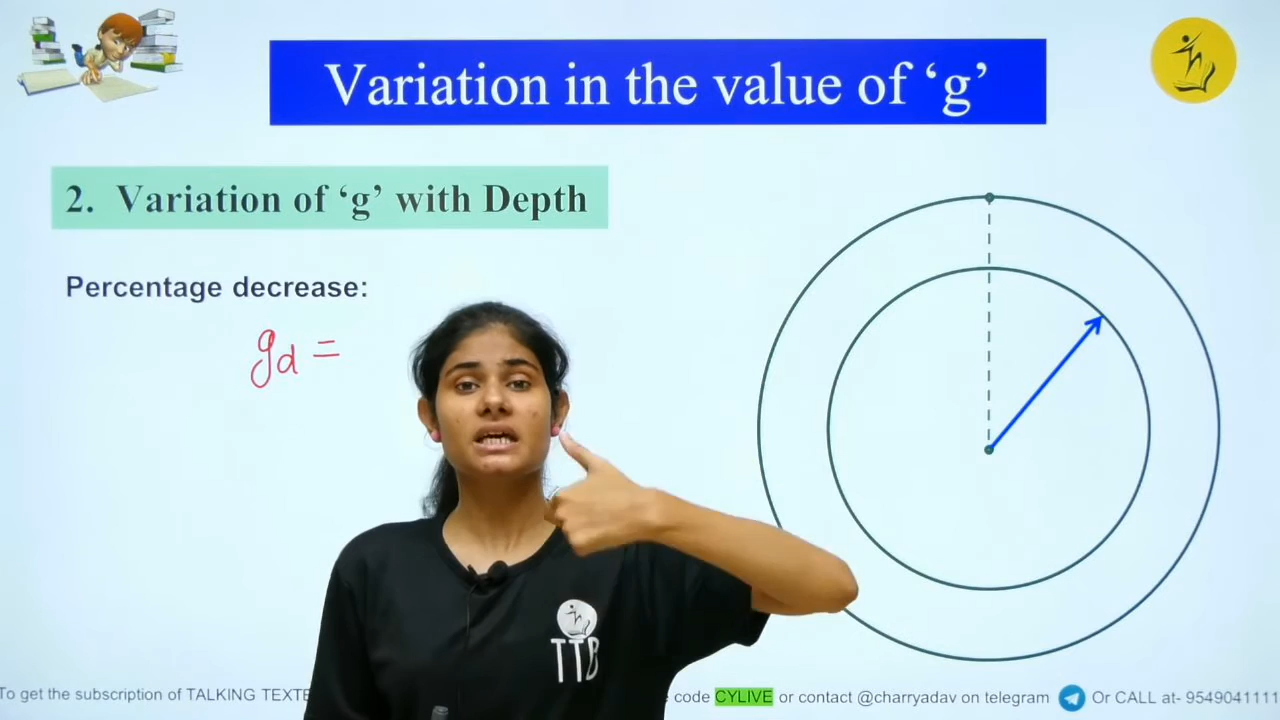 Variation in the value of ‘g’
2. Variation of ‘g’ with Depth
Percentage decrease:
gd =
TTB
To get the subscription of TALKING TEXTE
code CYLIVE or contact @charryadav on telegram Or CALL at- 9549041111